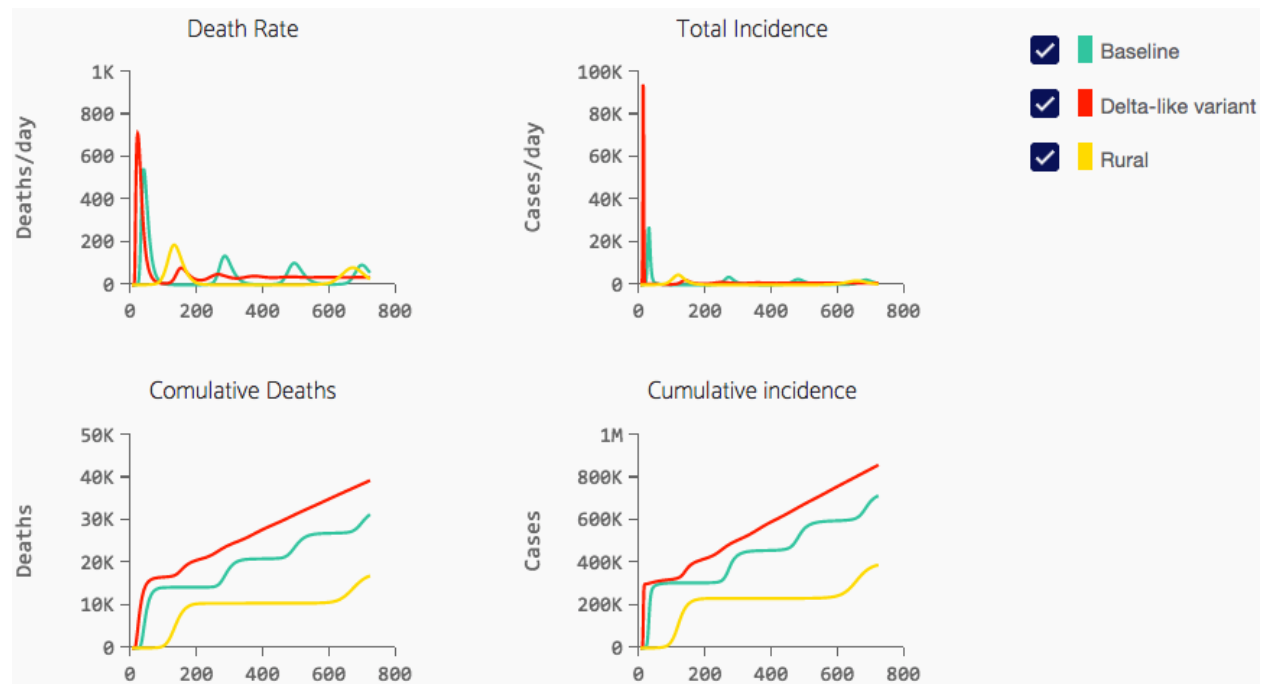 Death Rate
Deaths/day
1K
800
600
400
200
0
0 200 400 600 800
Total Incidence
Cases/day
100K
80K
60K
40K
20K
0
0 200 400 600 800
Baseline
Delta-like variant
Rural
Comulative Deaths
Deaths
50K
40K
30K
20K
10K
0
0 200 400 600 800
Cumulative incidence
Cases
1M
800K
600K
400K
200K
0
0 200 400 600 800